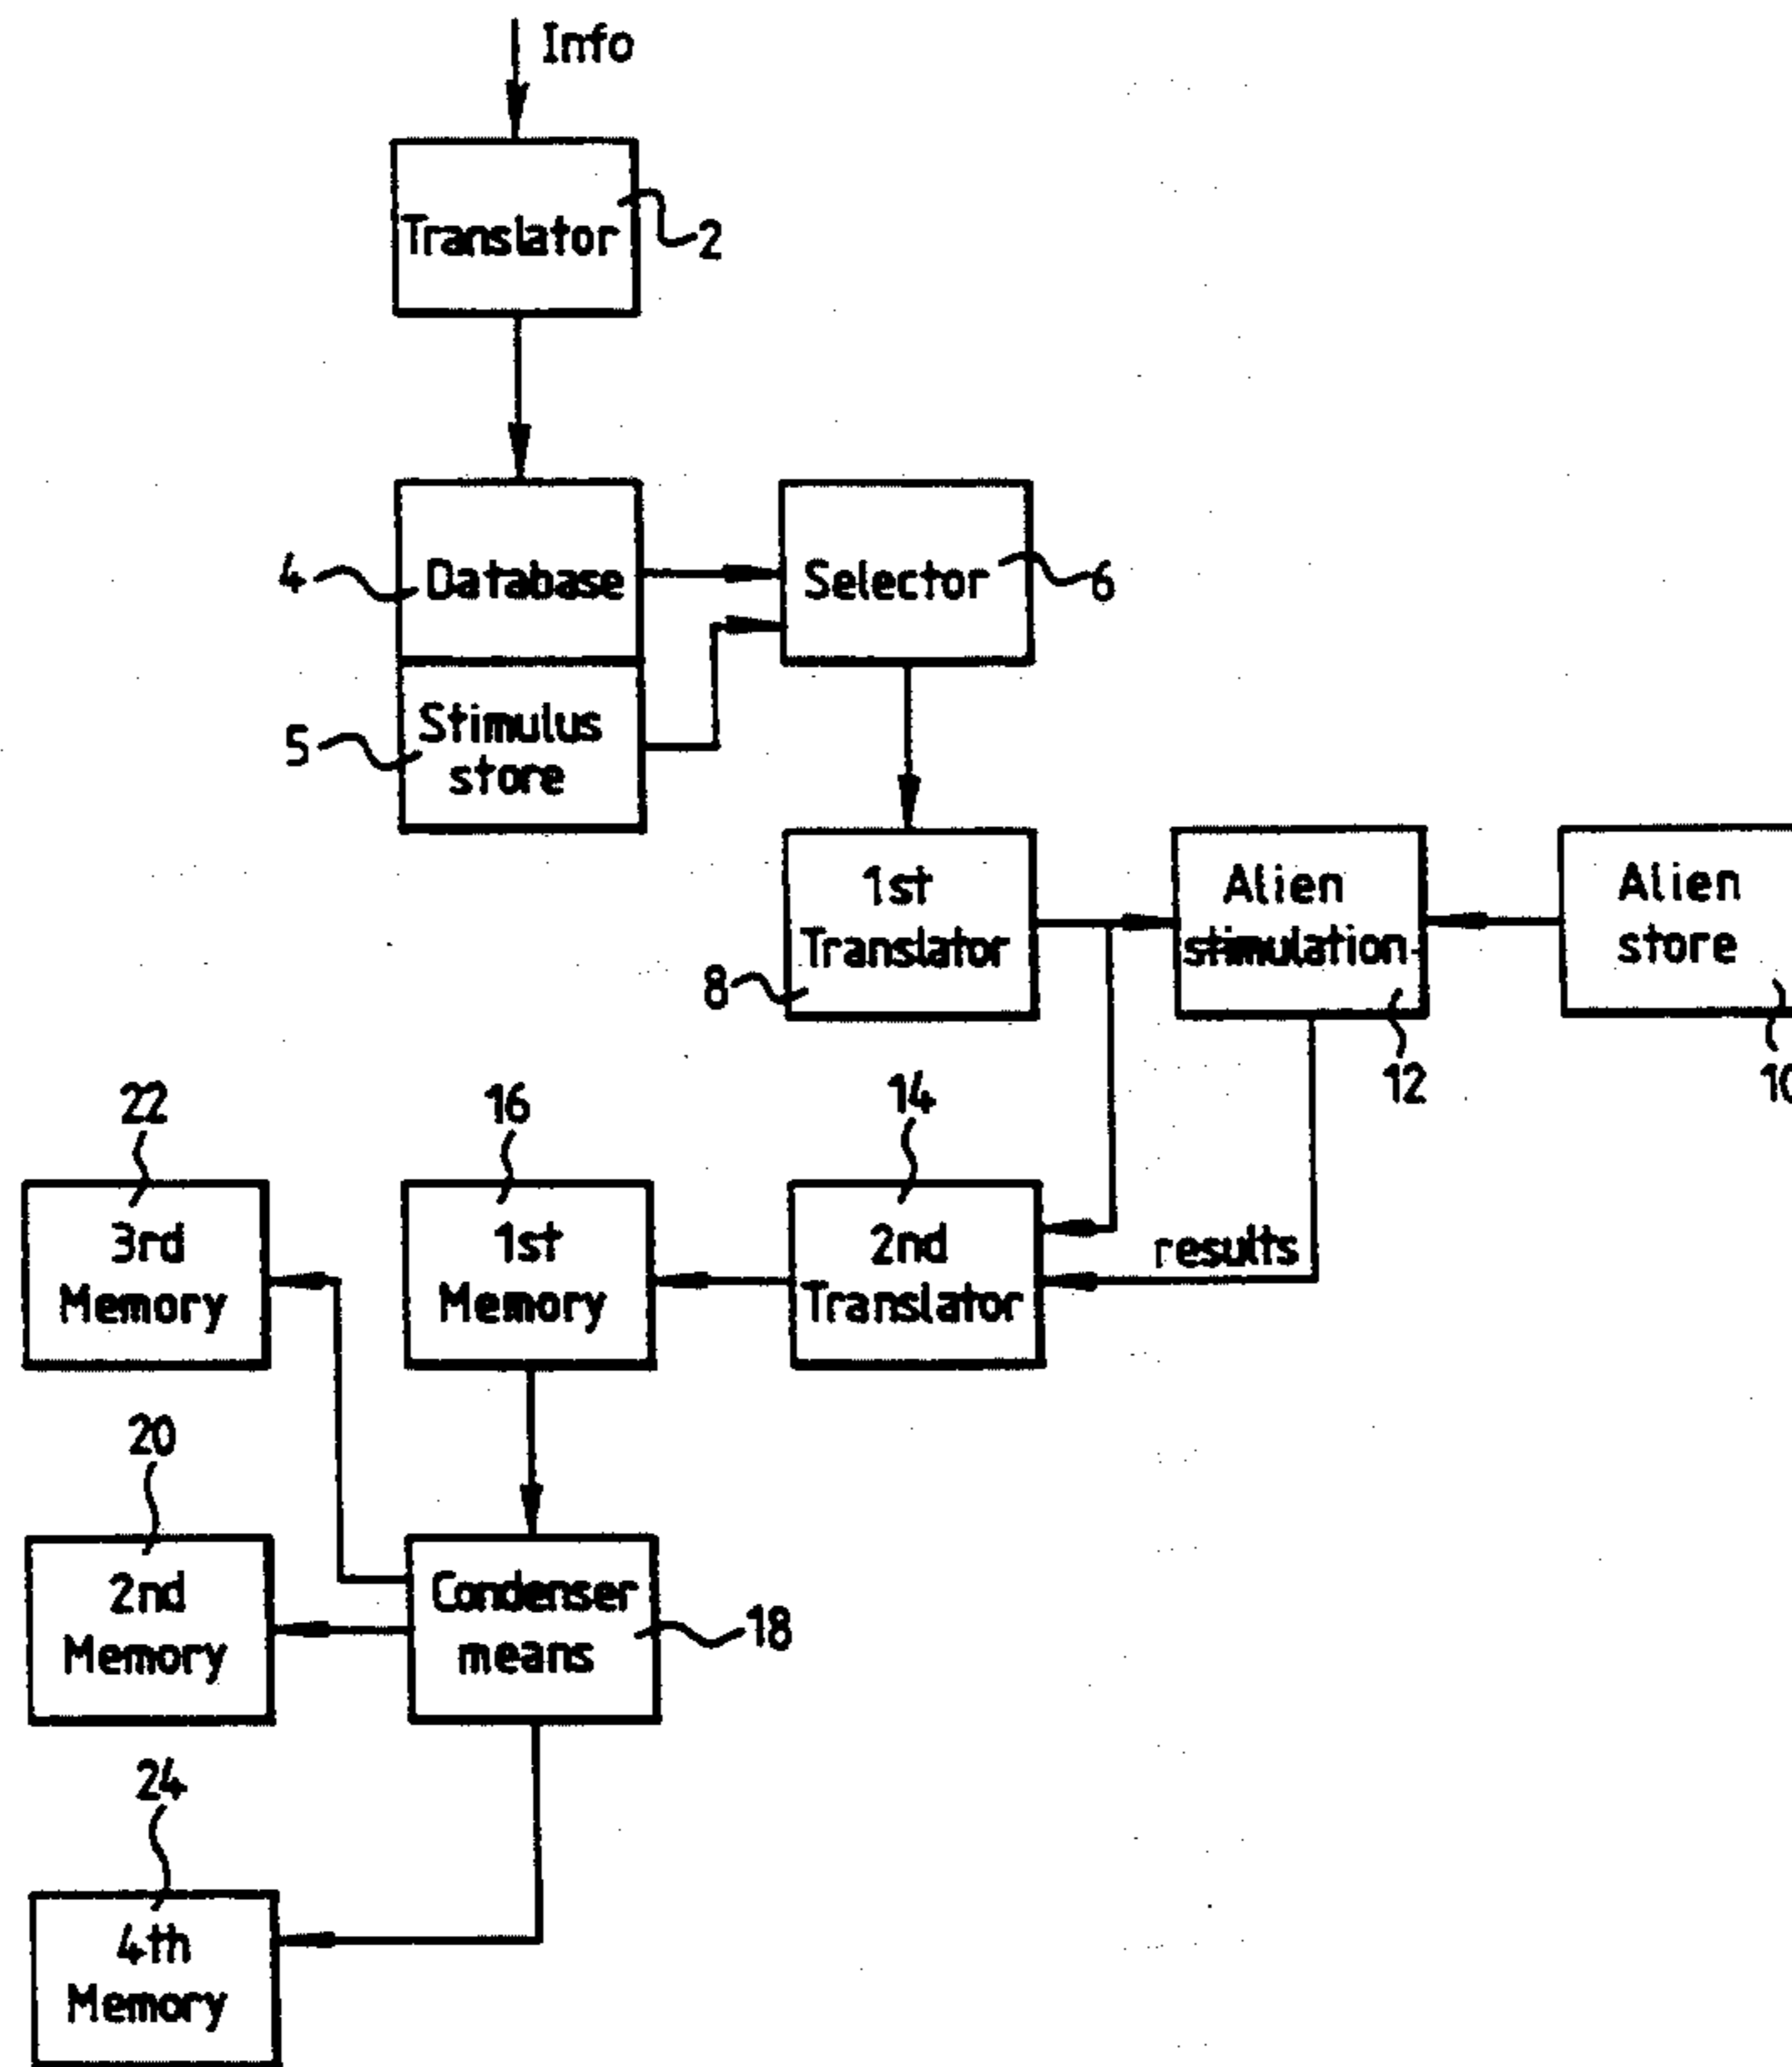 Info
Translator
2
4
Database
Selector
6
5
Stimulus
store
1st
Translator
8
Alien
stimulation
12
Alien
store
10
22
3rd
Memory
16
1st
Memory
14
2nd
Translator
results
20
2nd
Memory
Condenser
means
18
24
4th
Memory